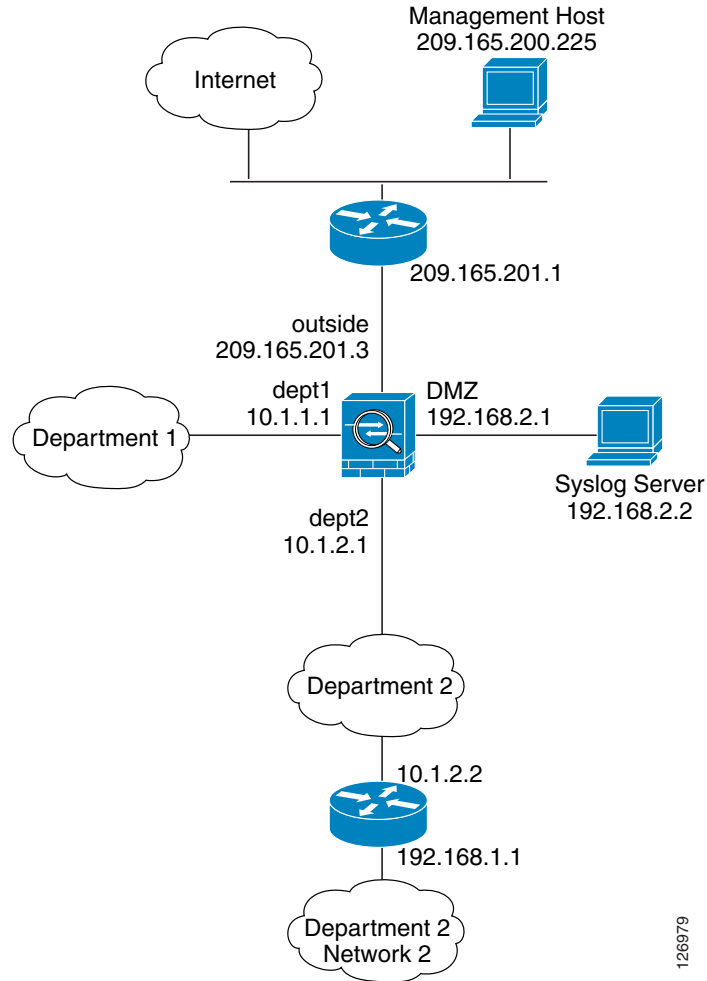 Management Host
209.165.200.225
Internet
209.165.201.1
outside
209.165.201.3
dept1
10.1.1.1
DMZ
192.168.2.1
Department 1
Syslog Server
192.168.2.2
dept2
10.1.2.1
Department 2
10.1.2.2
192.168.1.1
Department 2
Network 2
126979